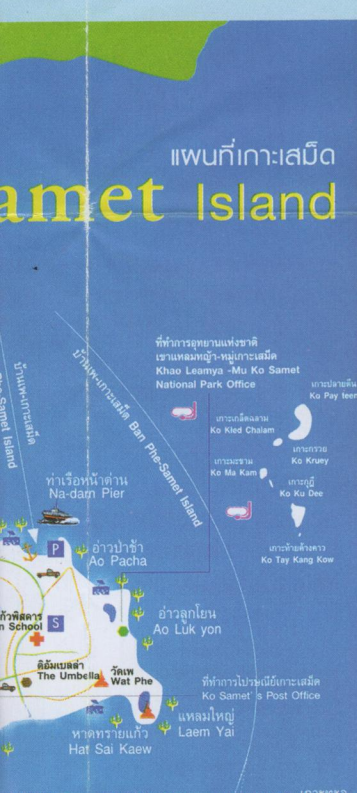 แผนที่เกาะเสม็ด
amet Island
ที่ทำการอุทยานแห่งชาติ
เขาแหลมหญ้า-หมู่เกาะเสม็ด
Khao Leamya -Mu Ko Samet
National Park Office
เกาะปลายตีน
Ko Pay teen
เกาะเกล็ดฉลาม
Ko Kled Chalam
เกาะกรวย
Ko Kruey
เกาะมะขาม
Ko Ma Kam
เกาะกูฎี
Ko Ku Dee
เกาะท้ายค้างคาว
Ko Tay Kang Kow
บ้านเพ-เกาะเสม็ด Ban Phe-Samet Island
บ้านเพ-เกาะเสม็ด
Samet Island
ท่าเรือหน้าด่าน
Na-darn Pier
P
อ่าวป่าช้า
Ao Pacha
อ่าวลูกโยน
Ao Luk yon
แก้วพิสดาร
n School
S
ดิอัมเบลล่า
The Umbella
วัดเพ
Wat Phe
ที่ทำการไปรษณีย์เกาะเสม็ด
Ko Samet's Post Office
แหลมใหญ่
Laem Yai
หาดทรายแก้ว
Hat Sai Kaew